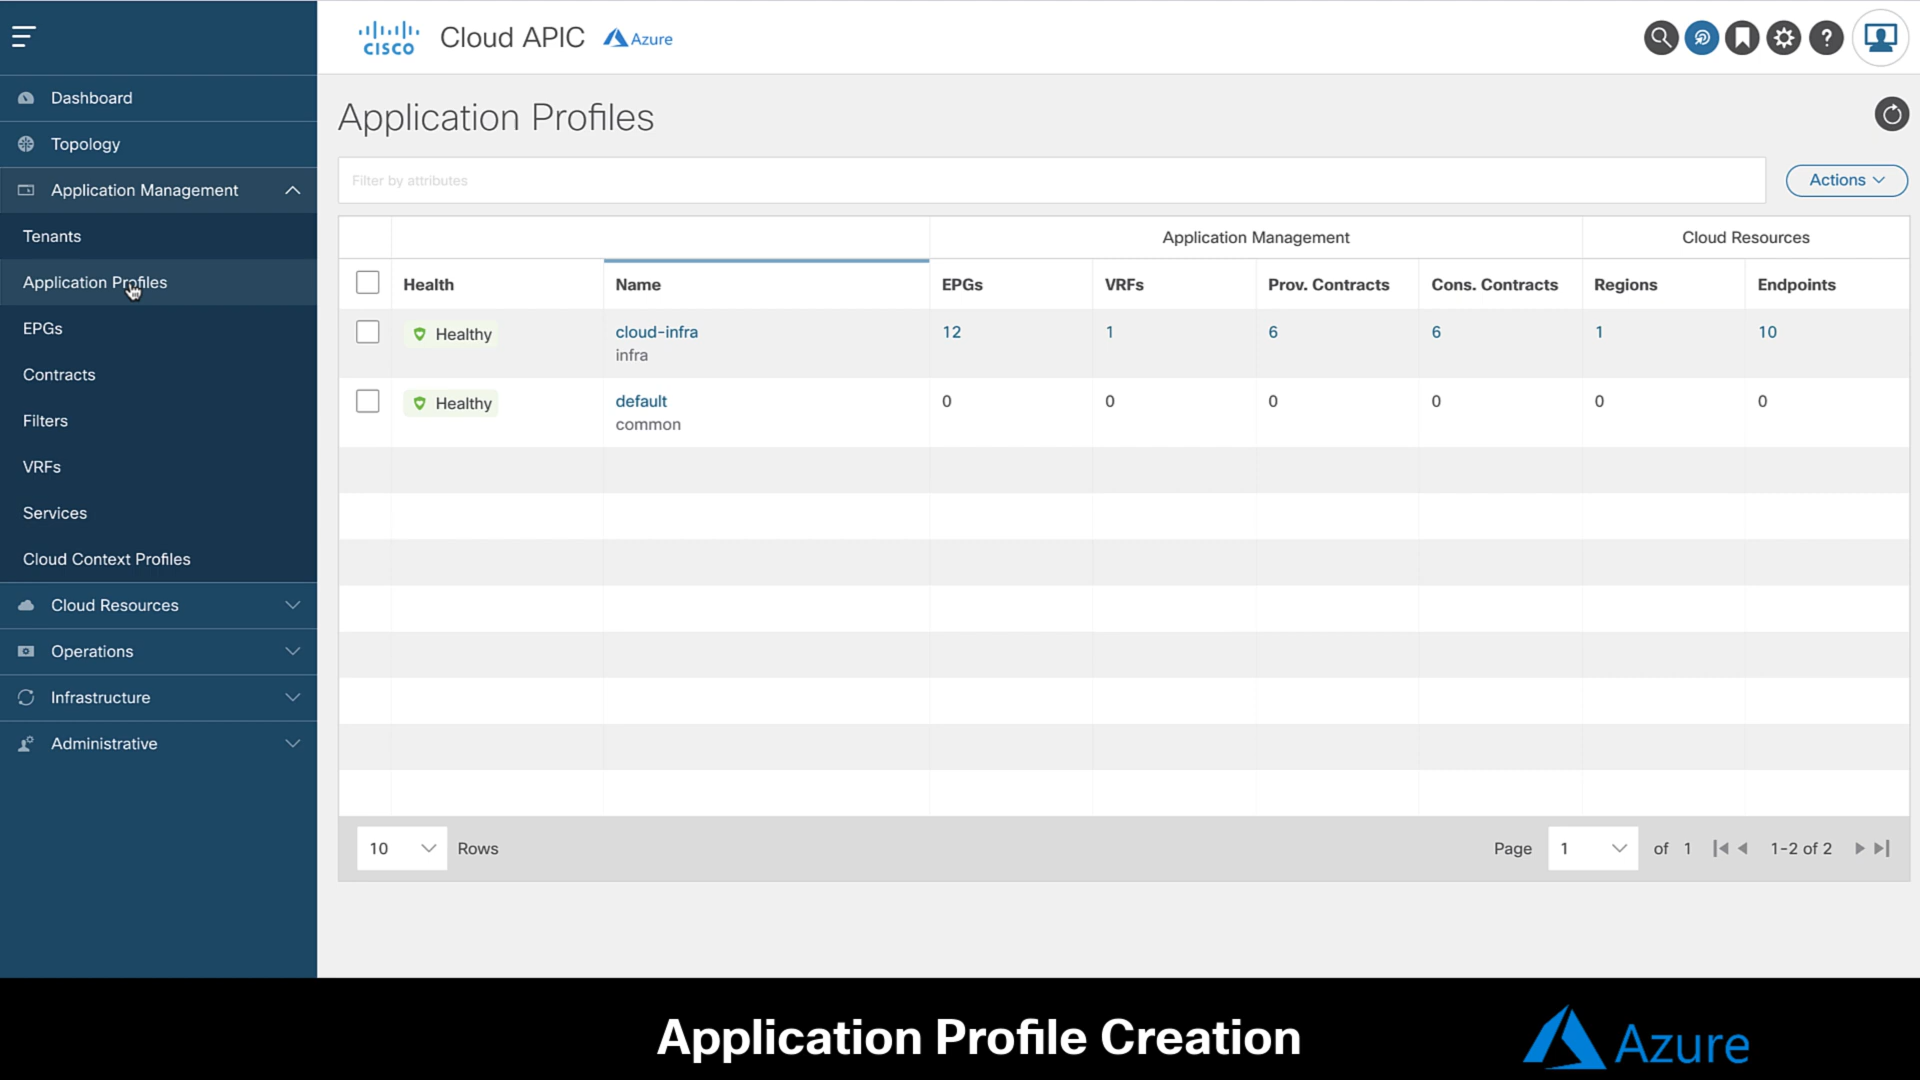 CISCO Cloud APIC Azure
Dashboard
Topology
Application Management
Tenants
Application Profiles
EPGs
Contracts
Filters
VRFs
Services
Cloud Context Profiles
Cloud Resources
Operations
Infrastructure
Administrative
Application Profiles
Filter by attributes
Actions
Application Management Cloud Resources
Health Name EPGs VRFs Prov. Contracts Cons. Contracts Regions Endpoints
Healthy cloud-infra 12 1 6 6 1 10
infra
Healthy default 0 0 0 0 0 0
common
10 Rows Page 1 of 1 1-2 of 2
Application Profile Creation
Azure